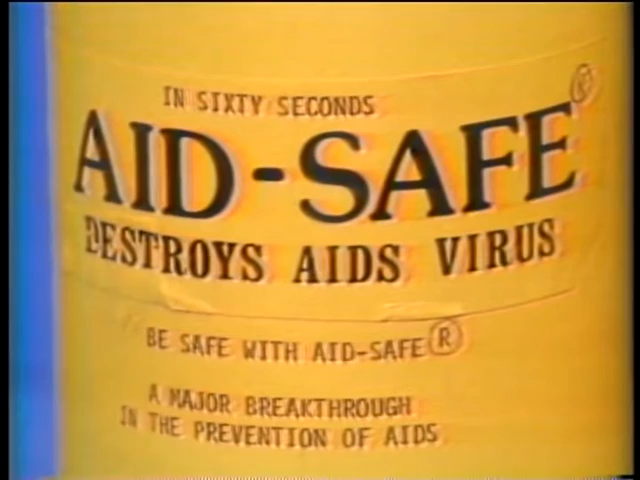 IN SIXTY SECONDS
AID-SAFE®
DESTROYS AIDS VIRUS
BE SAFE WITH AID-SAFE®
A MAJOR BREAKTHROUGH
IN THE PREVENTION OF AIDS